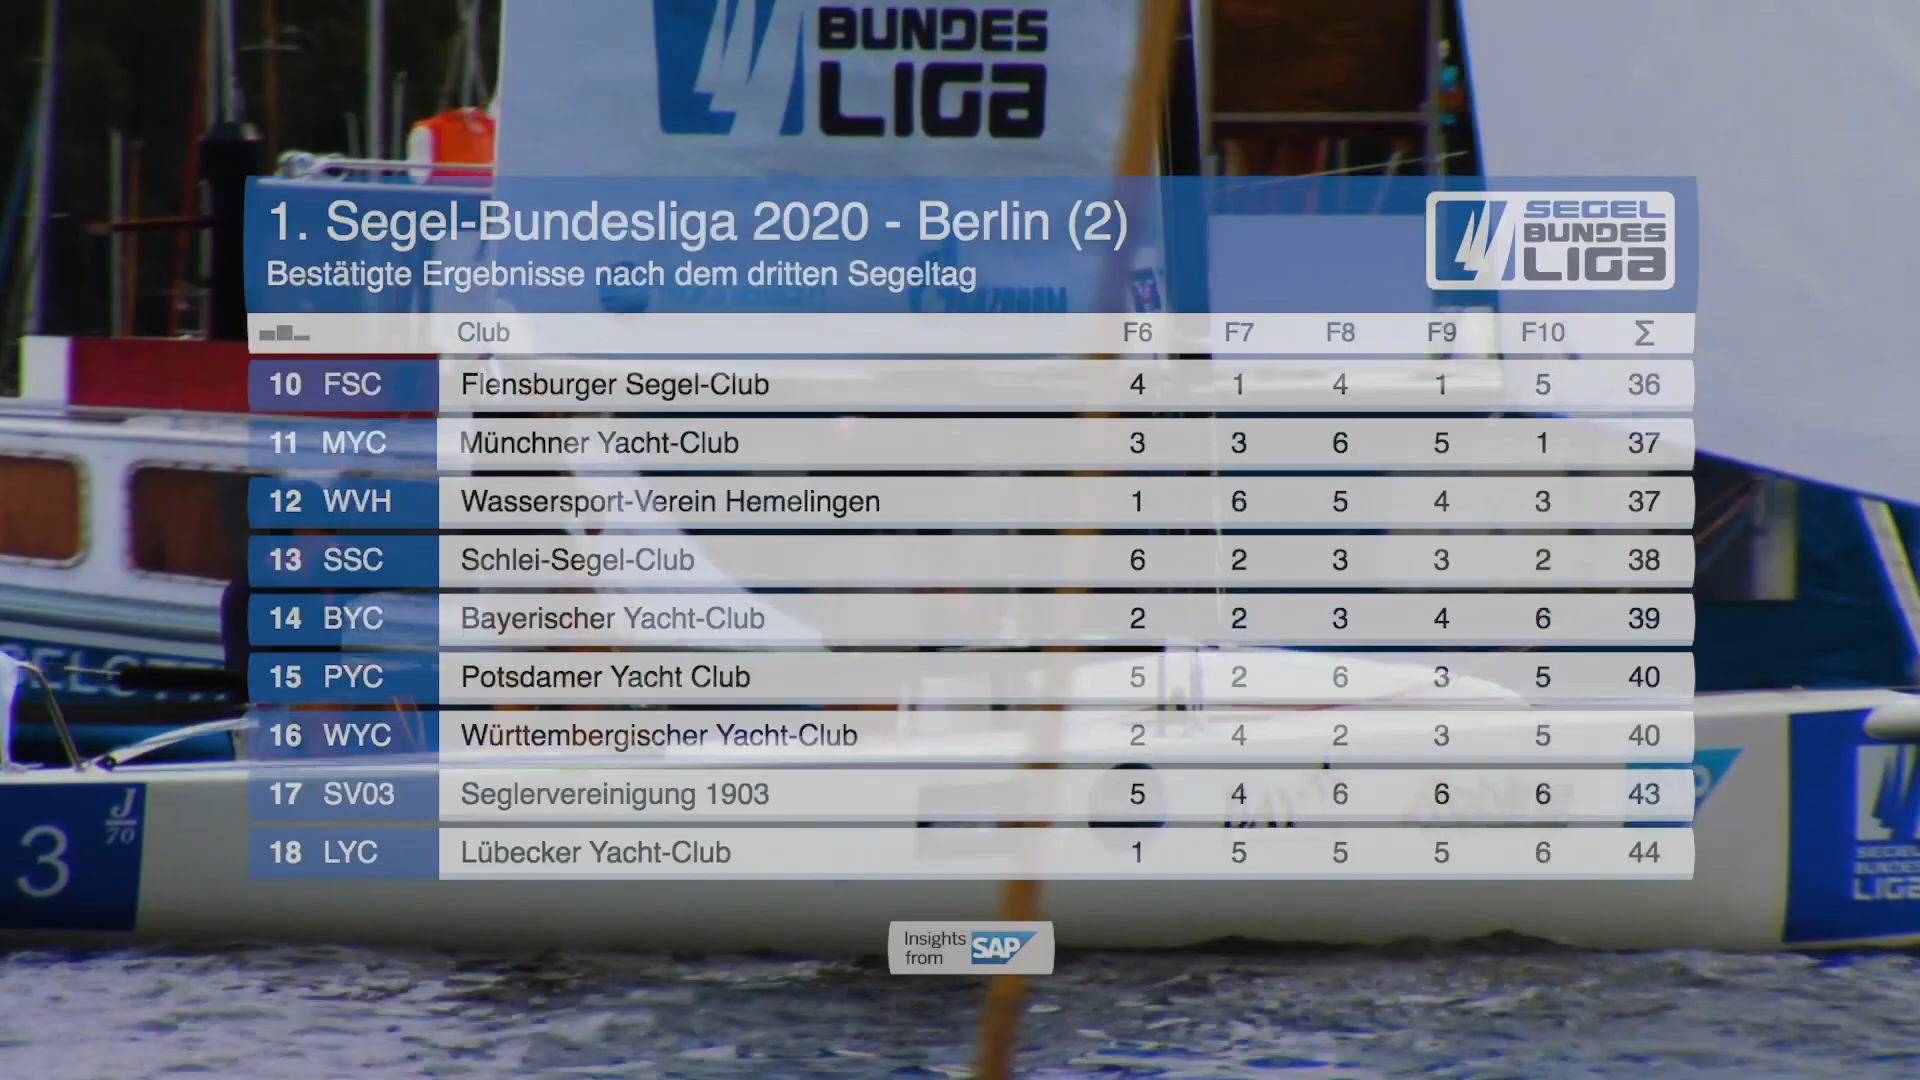 BUNDES
LIGa
1. Segel-Bundesliga 2020 - Berlin (2)
Bestätigte Ergebnisse nach dem dritten Segeltag
SEGEL
BUNDES
LIGa
Club F6 F7 F8 F9 F10 Σ
10 FSC Flensburger Segel-Club 4 1 4 1 5 36
11 MYC Münchner Yacht-Club 3 3 6 5 1 37
12 WVH Wassersport-Verein Hemelingen 1 6 5 4 3 37
13 SSC Schlei-Segel-Club 6 2 3 3 2 38
14 BYC Bayerischer Yacht-Club 2 2 3 4 6 39
15 PYC Potsdamer Yacht Club 5 2 6 3 5 40
16 WYC Württembergischer Yacht-Club 2 4 2 3 5 40
17 SV03 Seglervereinigung 1903 5 4 6 6 6 43
18 LYC Lübecker Yacht-Club 1 5 5 5 6 44
3
J
70
SEGEL
BUNDES
LIGa
Insights
from SAP